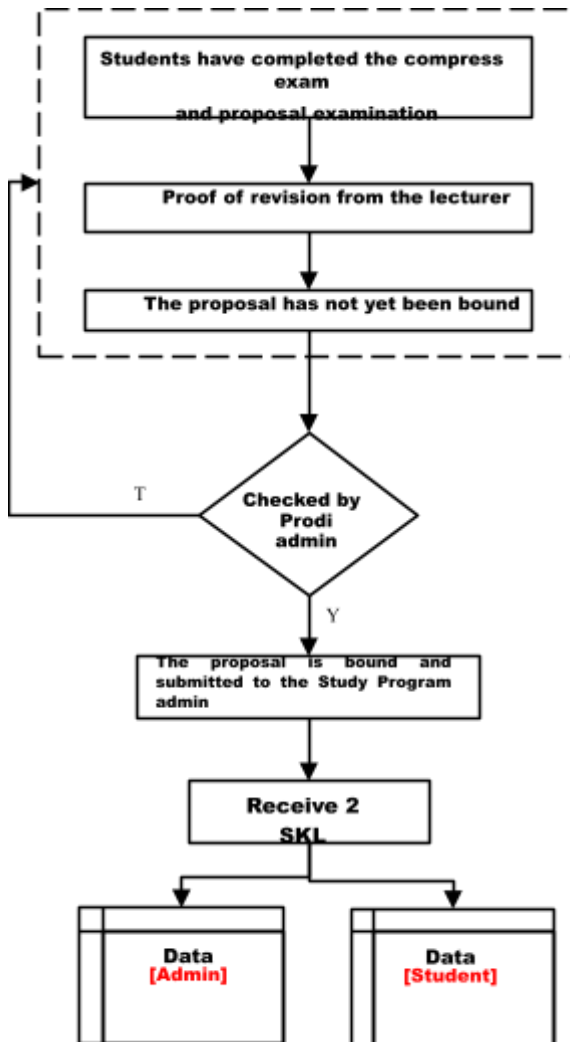 Students have completed the compress
exam
and proposal examination
Proof of revision from the lecturer
The proposal has not yet been bound
T
Checked by
Prodi
admin
Y
The proposal is bound and
submitted to the Study Program
admin
Receive 2
SKL
Data
[Admin]
Data
[Student]